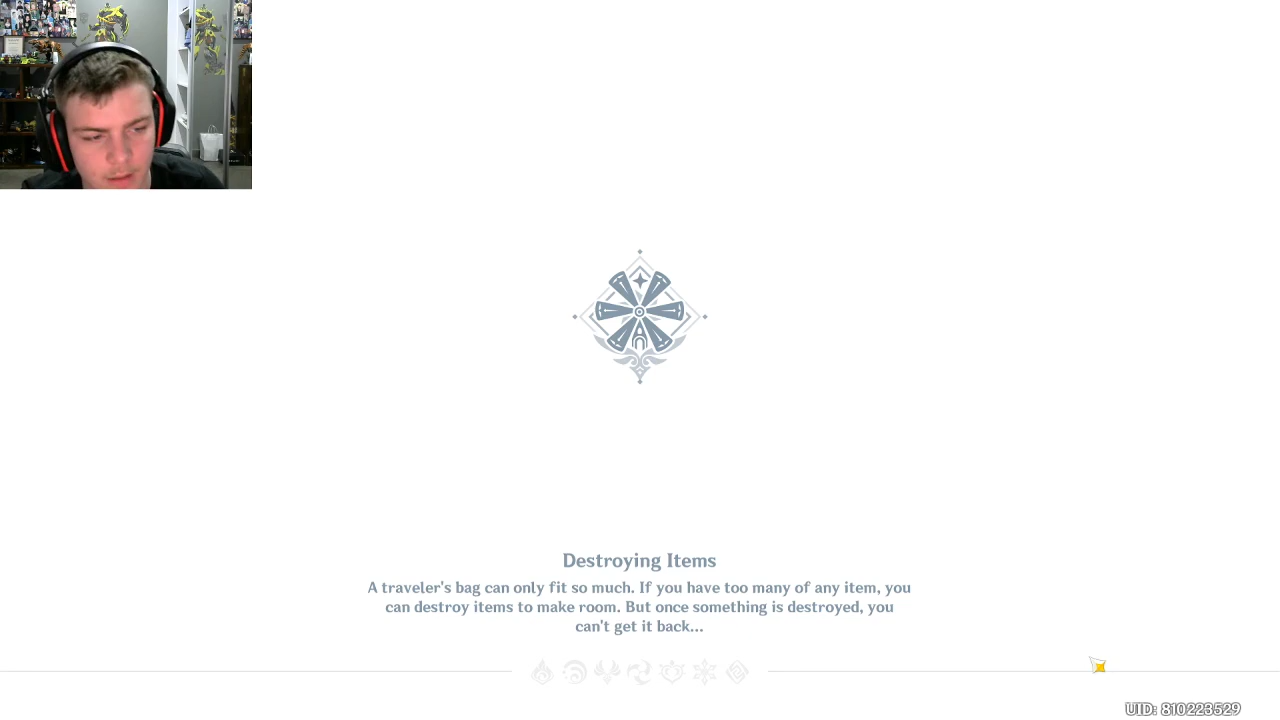 Destroying Items
A traveler's bag can only fit so much. If you have too many of any item, you
can destroy items to make room. But once something is destroyed, you
can't get it back...
UID: 810223529